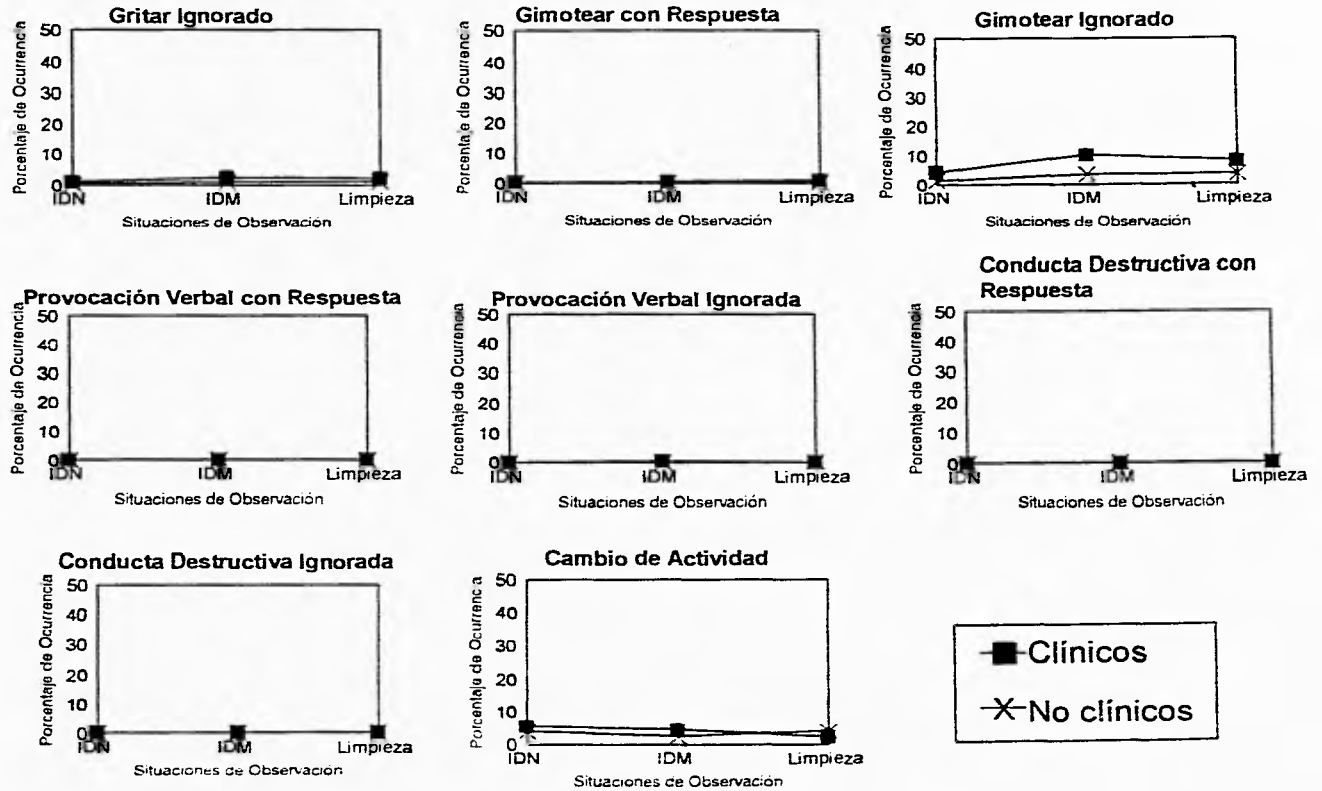 Gritar Ignorado
Porcentaje de Ocurrencia
50
40
30
20
10
0
IDN IDM Limpieza
Situaciones de Observación
Gimotear con Respuesta
Porcentaje de Ocurrencia
50
40
30
20
10
0
IDN IDM Limpieza
Situaciones de Observación
Gimotear Ignorado
Porcentaje de Ocurrencia
50
40
30
20
10
0
IDN IDM Limpieza
Situaciones de Observación
Provocación Verbal con Respuesta
Porcentaje de Ocurrencia
50
40
30
20
10
0
IDN IDM Limpieza
Situaciones de Observación
Provocación Verbal Ignorada
Porcentaje de Ocurrencia
50
40
30
20
10
0
IDN IDM Limpieza
Situaciones de Observación
Conducta Destructiva con
Respuesta
Porcentaje de Ocurrencia
50
40
30
20
10
0
IDN IDM Limpieza
Situaciones de Observación
Conducta Destructiva Ignorada
Porcentaje de Ocurrencia
50
40
30
20
10
0
IDN IDM Limpieza
Situaciones de Observación
Cambio de Actividad
Porcentaje de Ocurrencia
50
40
30
20
10
0
IDN IDM Limpieza
Situaciones de Observación
Clínicos
No clínicos